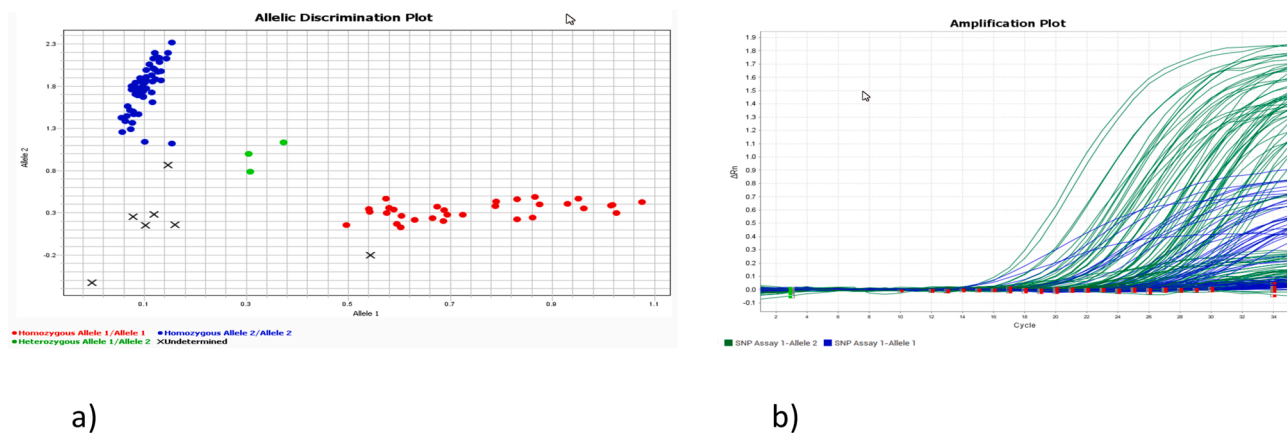 Allelic Discrimination Plot
2.3
1.8
1.3
0.8
0.3
-0.2
Allele 2
0.1 0.3 0.5 0.7 0.9 1.1
Allele 1
Homozygous Allele 1/Allele 1 Homozygous Allele 2/Allele 2
Heterozygous Allele 1/Allele 2 Undetermined
a)
Amplification Plot
1.9
1.8
1.7
1.6
1.5
1.4
1.3
1.2
1.1
1.0
0.9
0.8
0.7
0.6
0.5
0.4
0.3
0.2
0.1
0.0
-0.1
ΔRn
2 4 6 8 10 12 14 16 18 20 22 24 26 28 30 32 34
Cycle
SNP Assay 1-Allele 2 SNP Assay 1-Allele 1
b)